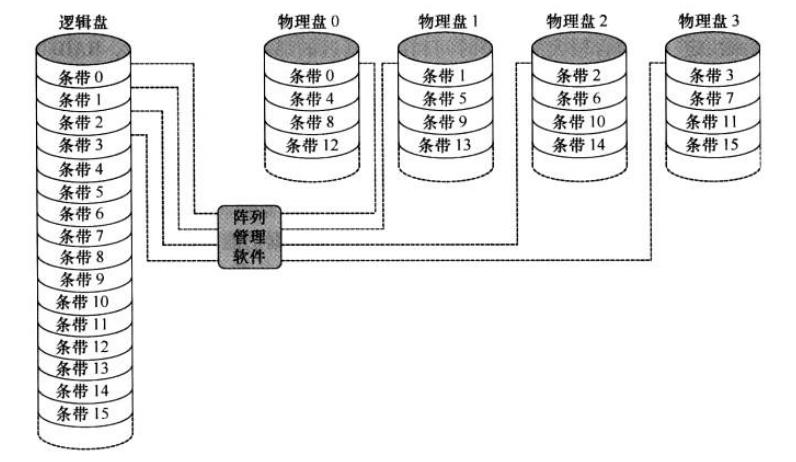 逻辑盘
条带 0
条带 1
条带 2
条带 3
条带 4
条带 5
条带 6
条带 7
条带 8
条带 9
条带 10
条带 11
条带 12
条带 13
条带 14
条带 15
阵列
管理
软件
物理盘 0
条带 0
条带 4
条带 8
条带 12
物理盘 1
条带 1
条带 5
条带 9
条带 13
物理盘 2
条带 2
条带 6
条带 10
条带 14
物理盘 3
条带 3
条带 7
条带 11
条带 15